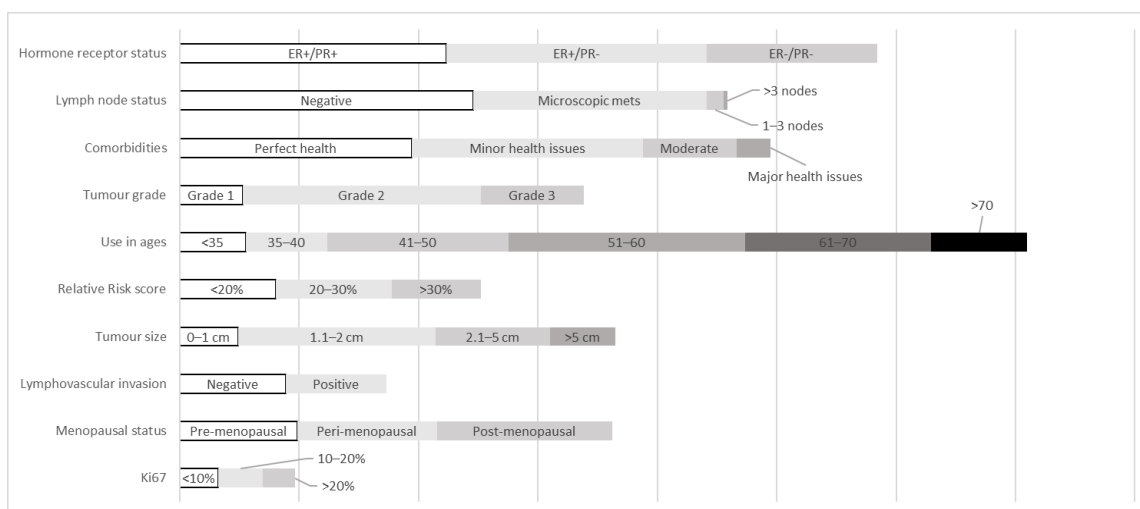 Hormone receptor status ER+/PR+ ER+/PR- ER-/PR-
Lymph node status Negative Microscopic mets >3 nodes
1–3 nodes
Comorbidities Perfect health Minor health issues Moderate
Major health issues
Tumour grade Grade 1 Grade 2 Grade 3
>70
Use in ages <35 35–40 41–50 51–60 61–70
Relative Risk score <20% 20–30% >30%
Tumour size 0–1 cm 1.1–2 cm 2.1–5 cm >5 cm
Lymphovascular invasion Negative Positive
Menopausal status Pre-menopausal Peri-menopausal Post-menopausal
10–20%
Ki67 <10% >20%